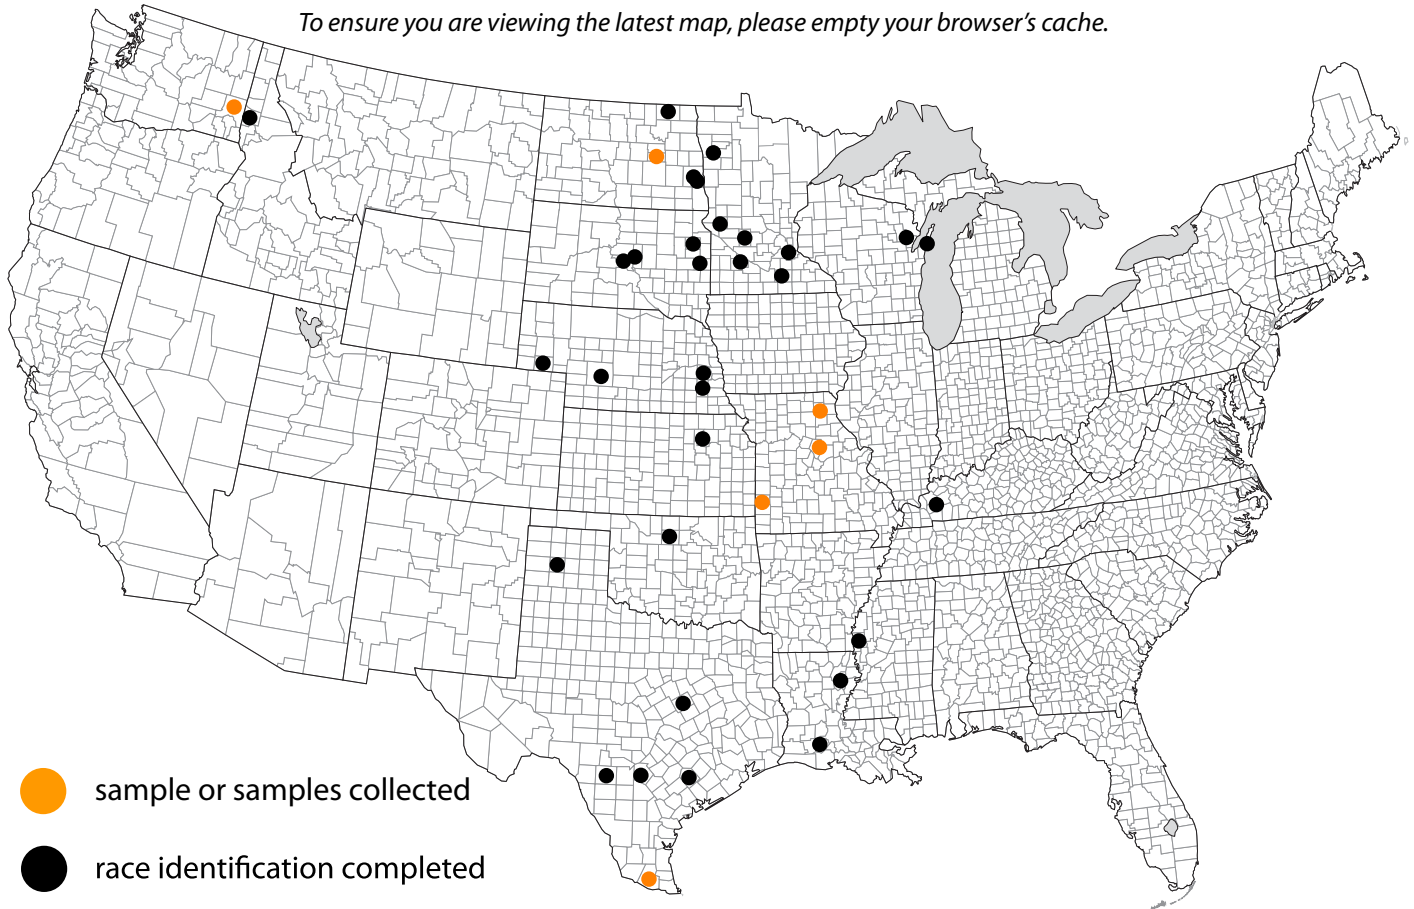 To ensure you are viewing the latest map, please empty your browser’s cache.
sample or samples collected
race identification completed